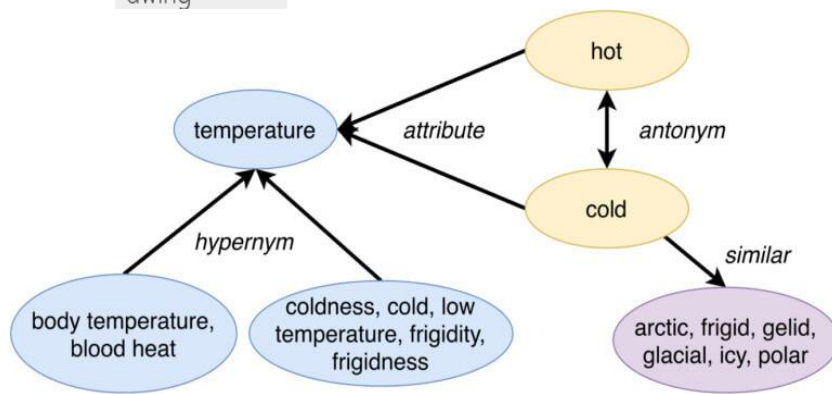 hot
temperature
attribute
antonym
cold
hypernym
similar
body temperature,
blood heat
coldness, cold, low
temperature, frigidity,
frigidness
arctic, frigid, gelid,
glacial, icy, polar